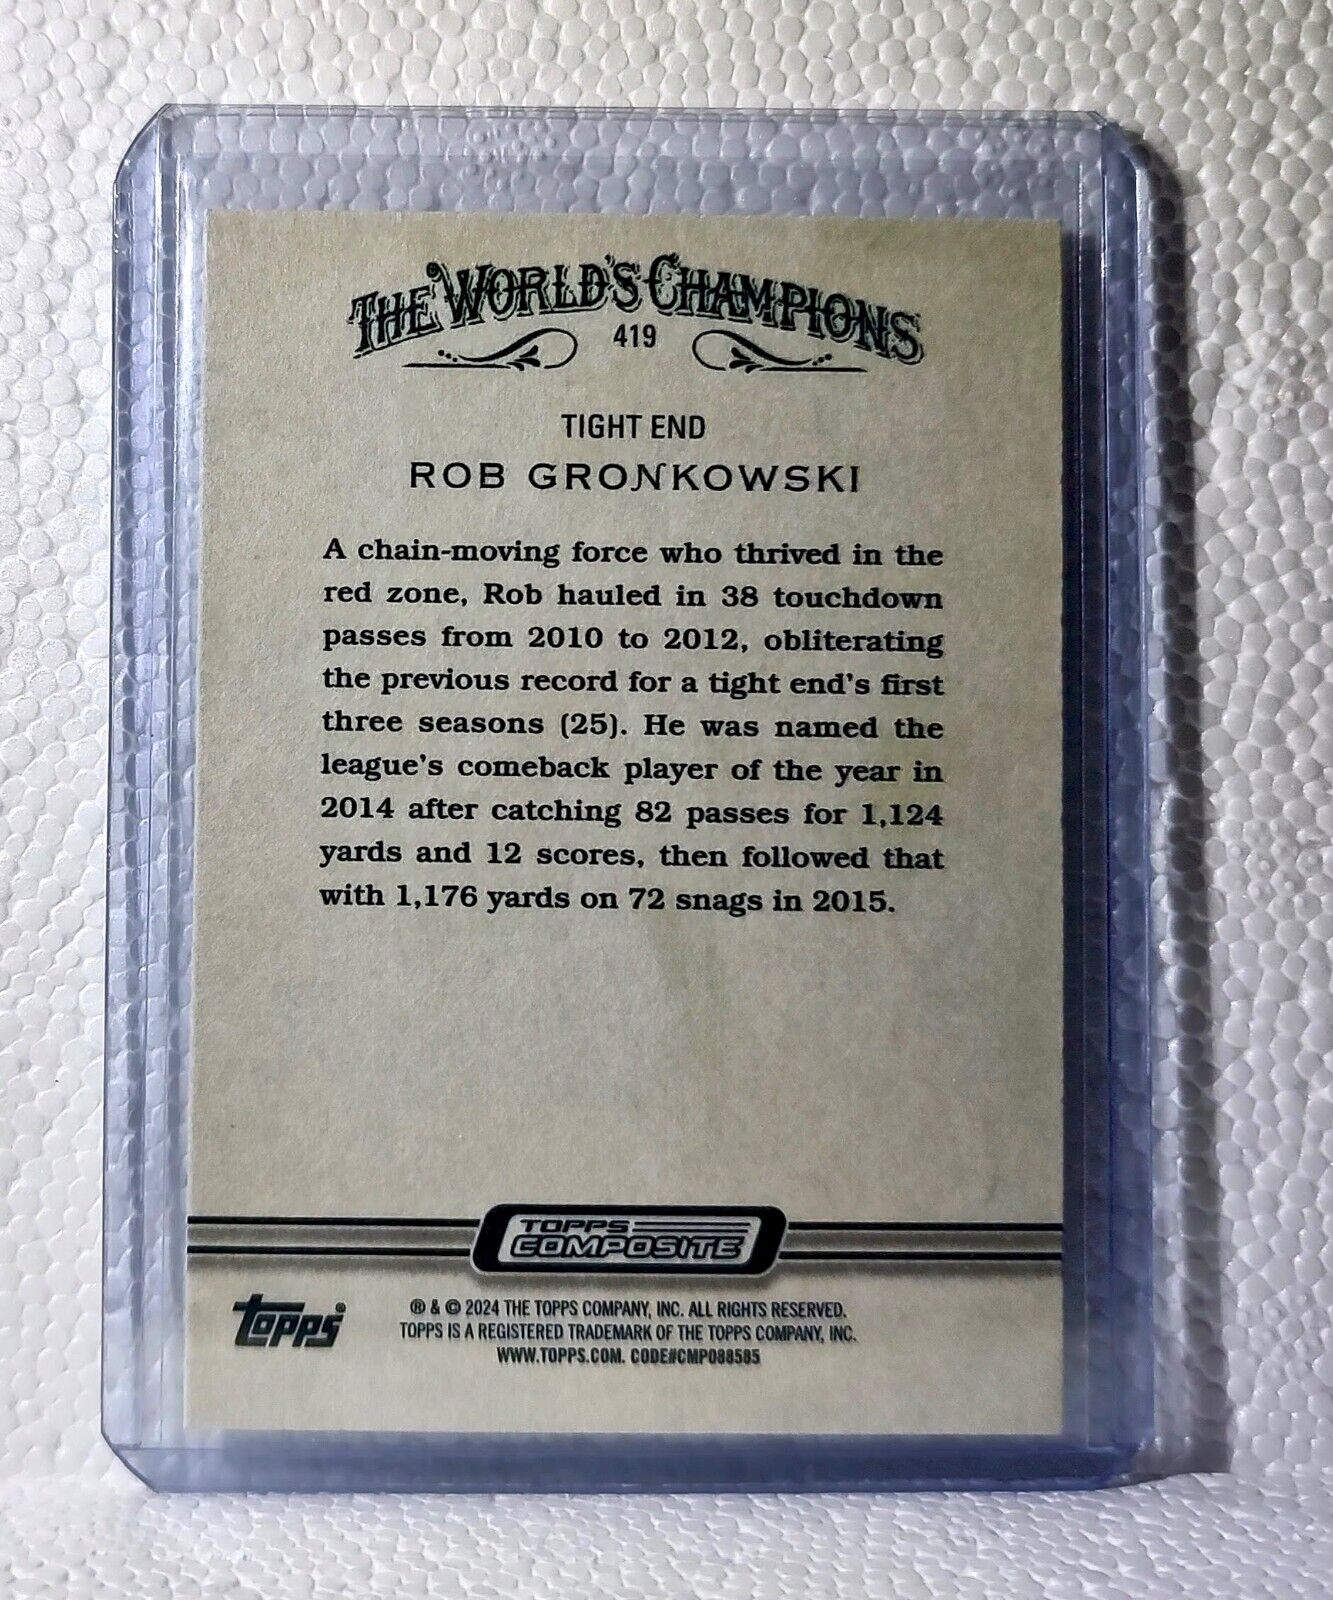 THE WORLD'S CHAMPIONS
419
TIGHT END
ROB GRONKOWSKI
A chain-moving force who thrived in the
red zone, Rob hauled in 38 touchdown
passes from 2010 to 2012, obliterating
the previous record for a tight end's first
three seasons (25). He was named the
league's comeback player of the year in
2014 after catching 82 passes for 1,124
yards and 12 scores, then followed that
with 1,176 yards on 72 snags in 2015.
TOPPS
COMPOSITE
topps®
® & © 2024 THE TOPPS COMPANY, INC. ALL RIGHTS RESERVED.
TOPPS IS A REGISTERED TRADEMARK OF THE TOPPS COMPANY, INC.
WWW.TOPPS.COM. CODE#CMP088585